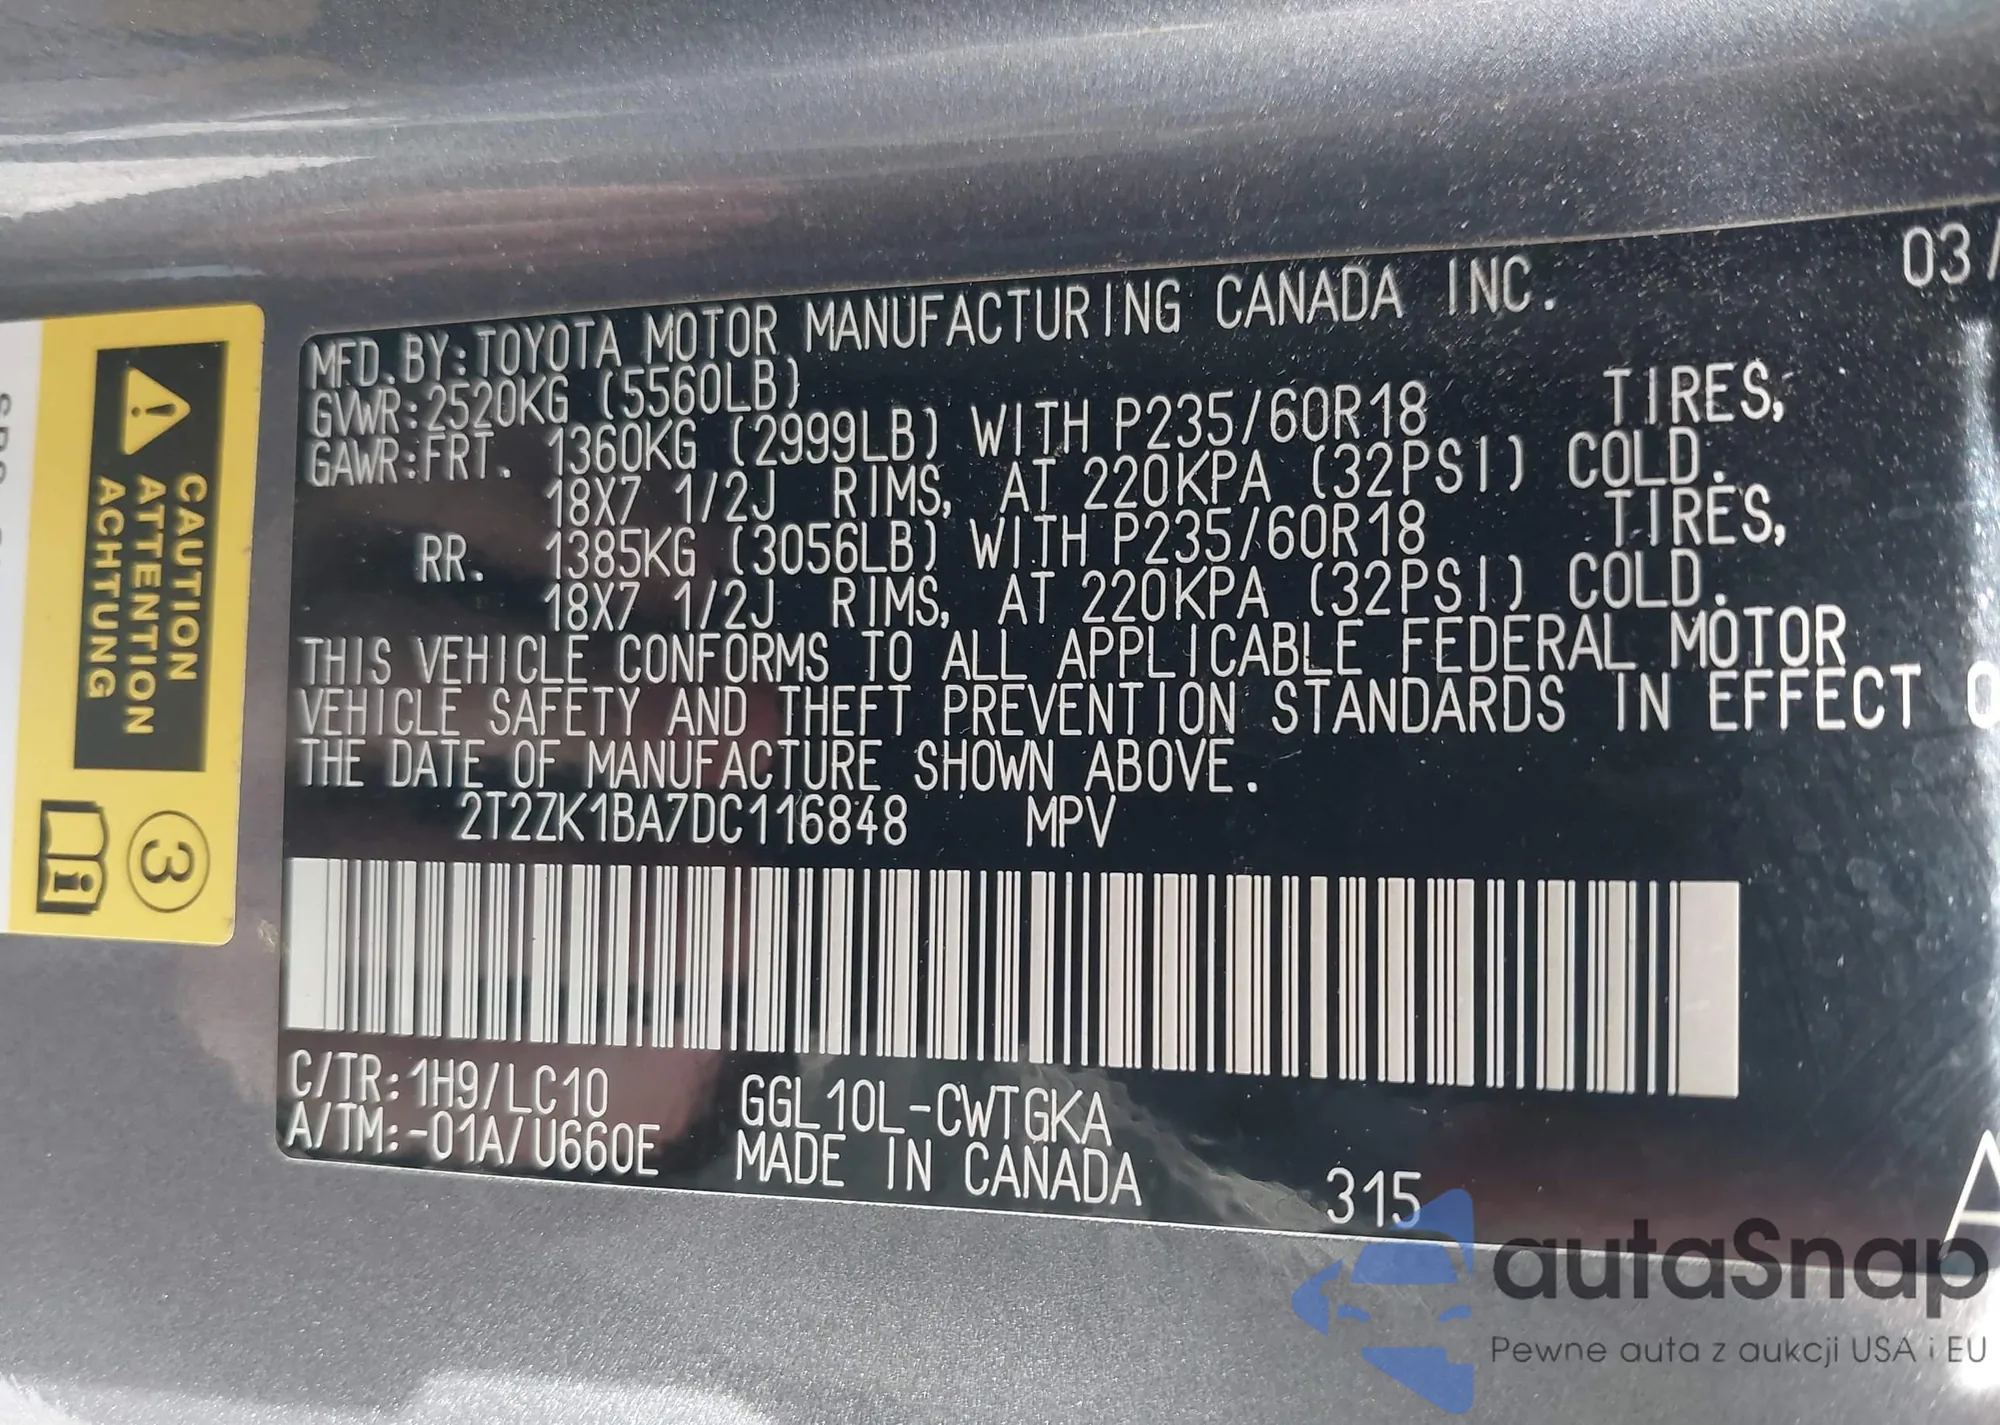 03/
MFD.BY:TOYOTA MOTOR MANUFACTURING CANADA INC.
GVWR:2520KG (5560LB)
GAWR:FRT. 1360KG (2999LB) WITH P235/60R18 TIRES,
18X7 1/2J RIMS, AT 220KPA (32PSI) COLD.
RR. 1385KG (3056LB) WITH P235/60R18 TIRES,
18X7 1/2J RIMS, AT 220KPA (32PSI) COLD.
THIS VEHICLE CONFORMS TO ALL APPLICABLE FEDERAL MOTOR
VEHICLE SAFETY AND THEFT PREVENTION STANDARDS IN EFFECT
THE DATE OF MANUFACTURE SHOWN ABOVE.
2T2ZK1BA7DC116848 MPV
C/TR:1H9/LC10 GGL10L-CWTGKA
A/TM:-01A/U660E MADE IN CANADA
315
A
CAUTION
ATTENTION
ACHTUNG
3
autaSnap
Pewne auta z aukcji USA i EU